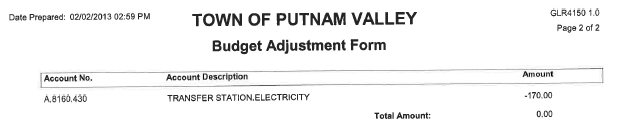 Date Prepared: 02/02/2013 02:59 PM
TOWN OF PUTNAM VALLEY
GLR4150 1.0
Page 2 of 2
Budget Adjustment Form
Account No. Account Description Amount
A.8160.430 TRANSFER STATION.ELECTRICITY -170.00
Total Amount: 0.00